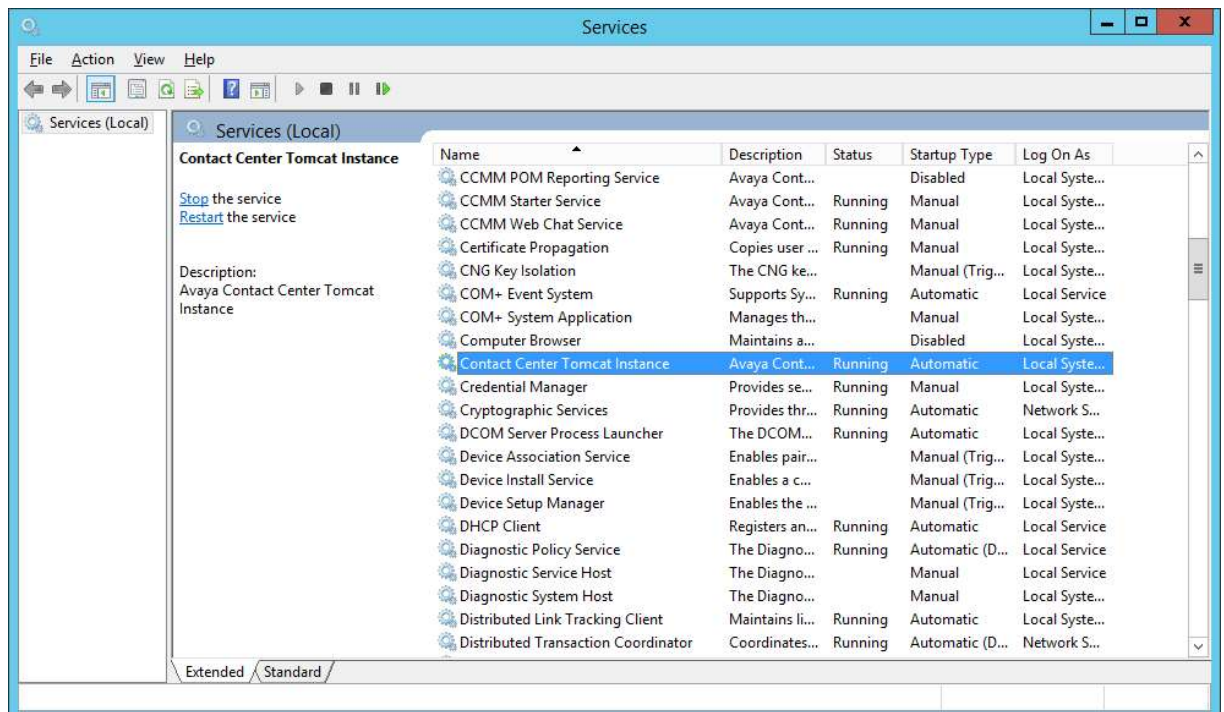 Services
File Action View Help
Services (Local)
Services (Local)
Contact Center Tomcat Instance
Stop the service
Restart the service
Description:
Avaya Contact Center Tomcat
Instance
Name Description Status Startup Type Log On As
CCMM POM Reporting Service Avaya Cont... Disabled Local Syste...
CCMM Starter Service Avaya Cont... Running Manual Local Syste...
CCMM Web Chat Service Avaya Cont... Running Manual Local Syste...
Certificate Propagation Copies user ... Running Manual Local Syste...
CNG Key Isolation The CNG ke... Manual (Trig... Local Syste...
COM+ Event System Supports Sy... Running Automatic Local Service
COM+ System Application Manages th... Manual Local Syste...
Computer Browser Maintains a... Disabled Local Syste...
Contact Center Tomcat Instance Avaya Cont... Running Automatic Local Syste...
Credential Manager Provides se... Running Manual Local Syste...
Cryptographic Services Provides thr... Running Automatic Network S...
DCOM Server Process Launcher The DCOM... Running Automatic Local Syste...
Device Association Service Enables pair... Manual (Trig... Local Syste...
Device Install Service Enables a c... Manual (Trig... Local Syste...
Device Setup Manager Enables the ... Manual (Trig... Local Syste...
DHCP Client Registers an... Running Automatic Local Service
Diagnostic Policy Service The Diagno... Running Automatic (D... Local Service
Diagnostic Service Host The Diagno... Manual Local Service
Diagnostic System Host The Diagno... Manual Local Syste...
Distributed Link Tracking Client Maintains li... Running Automatic Local Syste...
Distributed Transaction Coordinator Coordinates... Running Automatic (D... Network S...
Extended Standard